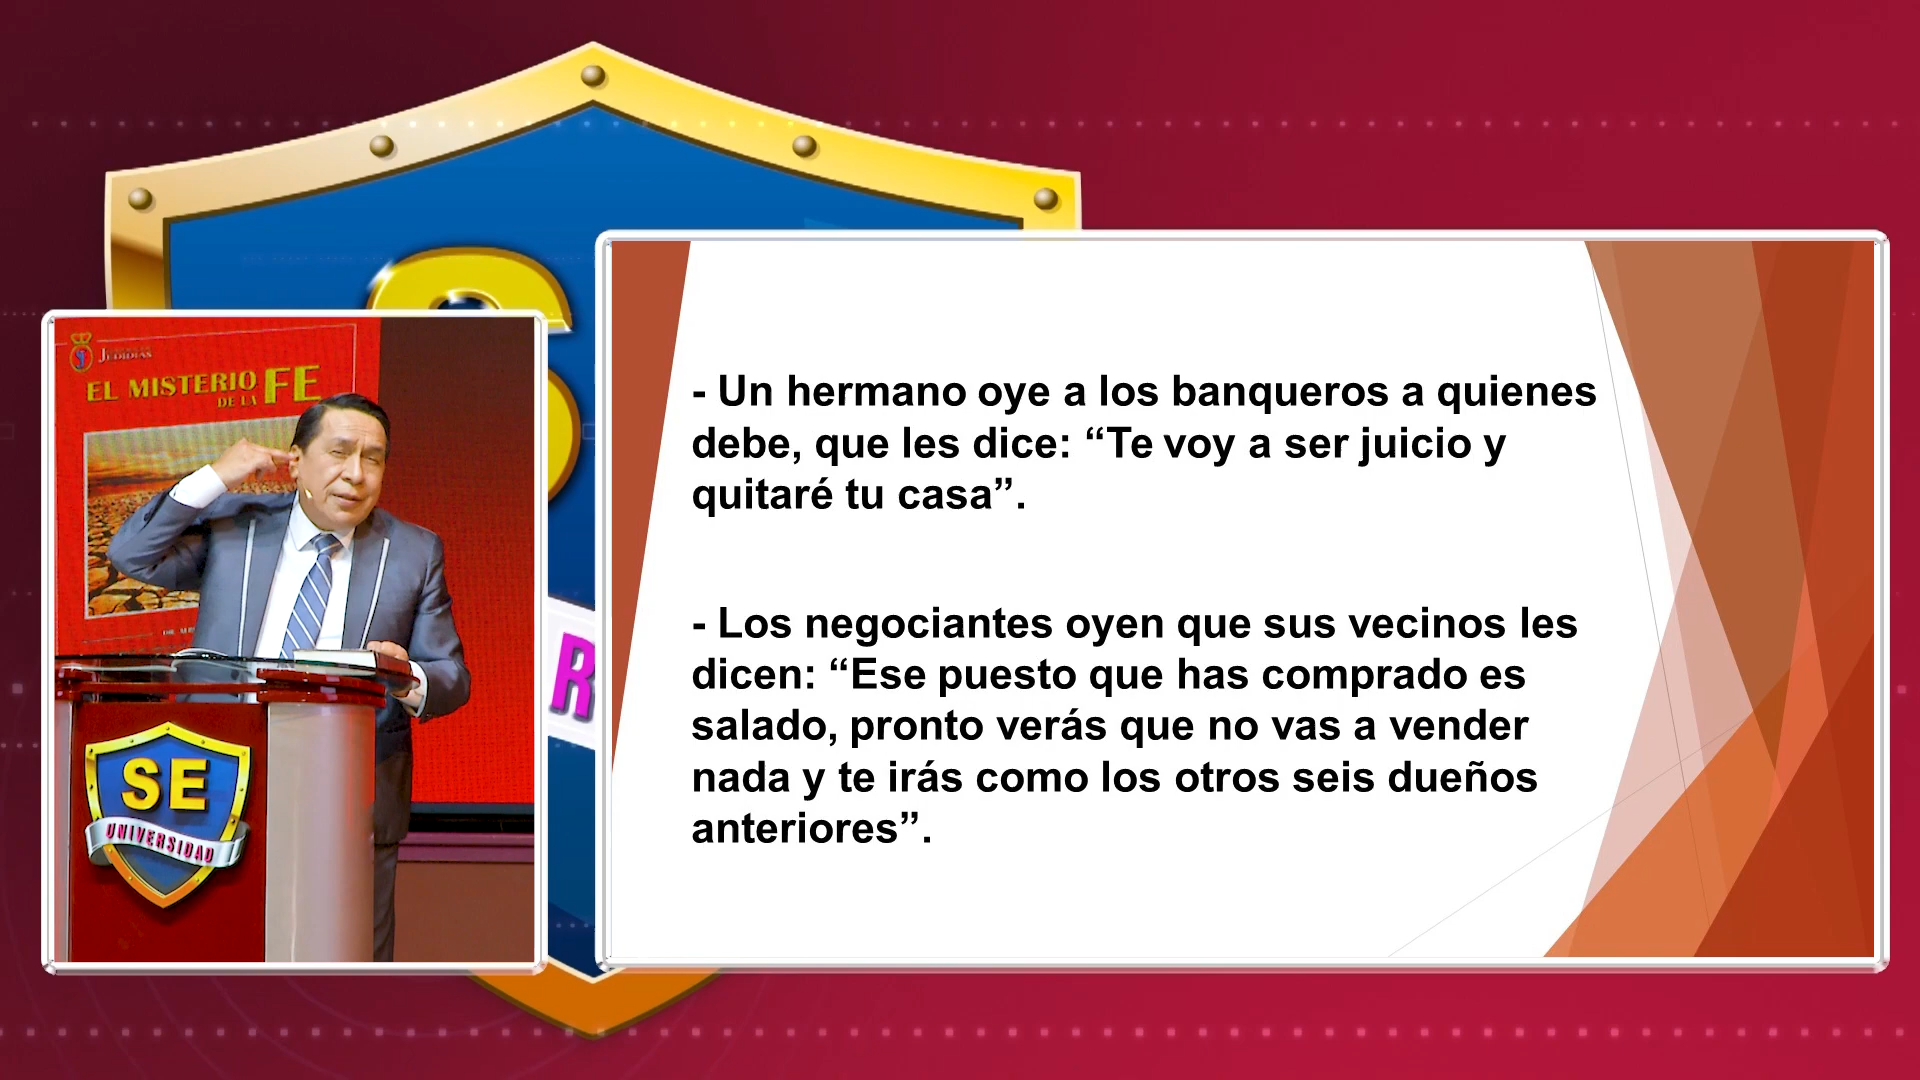 JEDIDIAS
EL MISTERIO
DE LA FE
SE
UNIVERSIDAD
S
R
- Un hermano oye a los banqueros a quienes
debe, que les dice: “Te voy a ser juicio y
quitaré tu casa”.
- Los negociantes oyen que sus vecinos les
dicen: “Ese puesto que has comprado es
salado, pronto verás que no vas a vender
nada y te irás como los otros seis dueños
anteriores”.